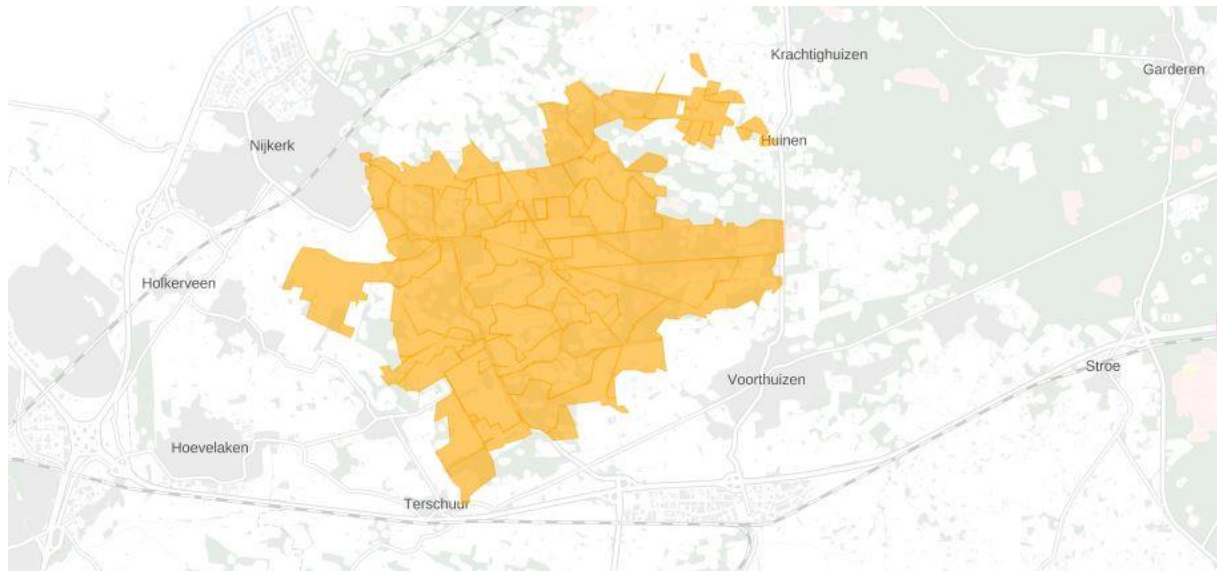 Krachtighuizen
Garderen
Nijkerk
Huinen
Holkerveen
Stroe
Voorthuizen
Hoevelaken
Terschuur